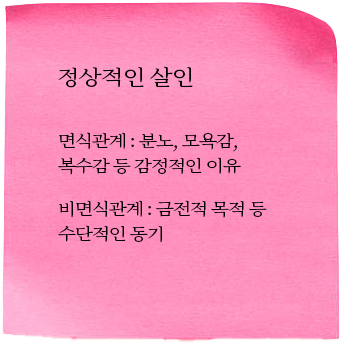 정상적인 살인
면식관계 : 분노, 모욕감,
복수감 등 감정적인 이유
비면식관계 : 금전적 목적 등
수단적인 동기